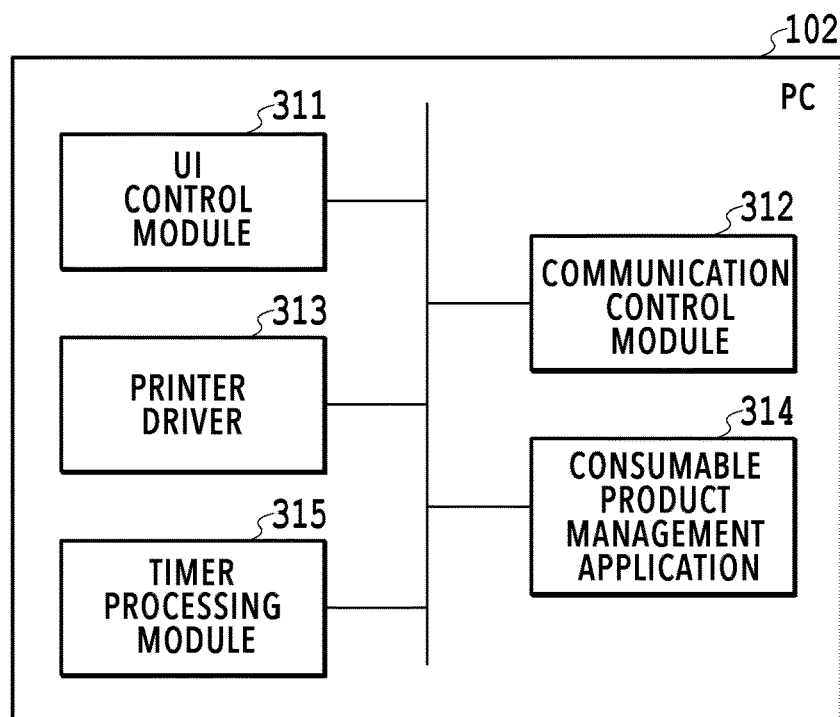 102
PC
311
UI
CONTROL
MODULE
312
COMMUNICATION
CONTROL
MODULE
313
PRINTER
DRIVER
314
CONSUMABLE
PRODUCT
MANAGEMENT
APPLICATION
315
TIMER
PROCESSING
MODULE